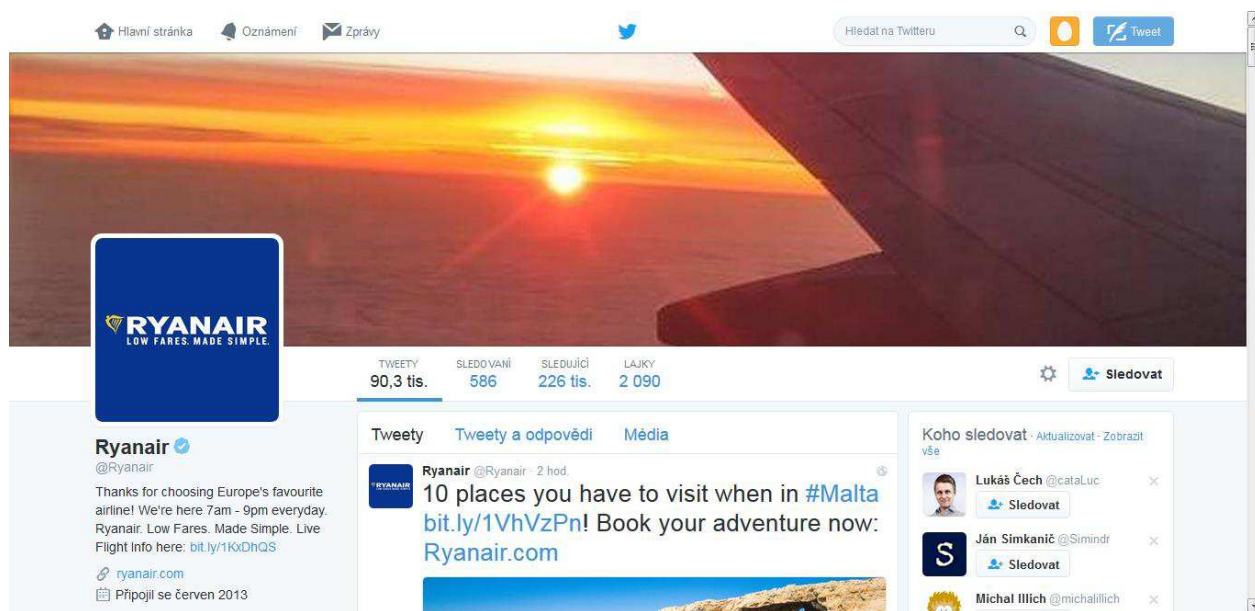 Hlavní stránka
Oznámení
Zprávy
Hledat na Twitteru
Tweet
RYANAIR
LOW FARES. MADE SIMPLE.
TWEETY
90,3 tis.
SLEDOVANÍ
586
SLEDUJÍCÍ
226 tis.
LAJKY
2 090
Sledovat
Ryanair
@Ryanair
Thanks for choosing Europe's favourite
airline! We're here 7am - 9pm everyday.
Ryanair. Low Fares. Made Simple. Live
Flight Info here: bit.ly/1KxDhQS
ryanair.com
Připojil se červen 2013
Tweety
Tweety a odpovědi
Média
RYANAIR
Ryanair @Ryanair · 2 hod.
10 places you have to visit when in #Malta
bit.ly/1VhVzPn! Book your adventure now:
Ryanair.com
Koho sledovat · Aktualizovat · Zobrazit
vše
Lukáš Čech @cataLuc
Sledovat
S
Ján Simkanič @Simindr
Sledovat
Michal Illich @michalillich